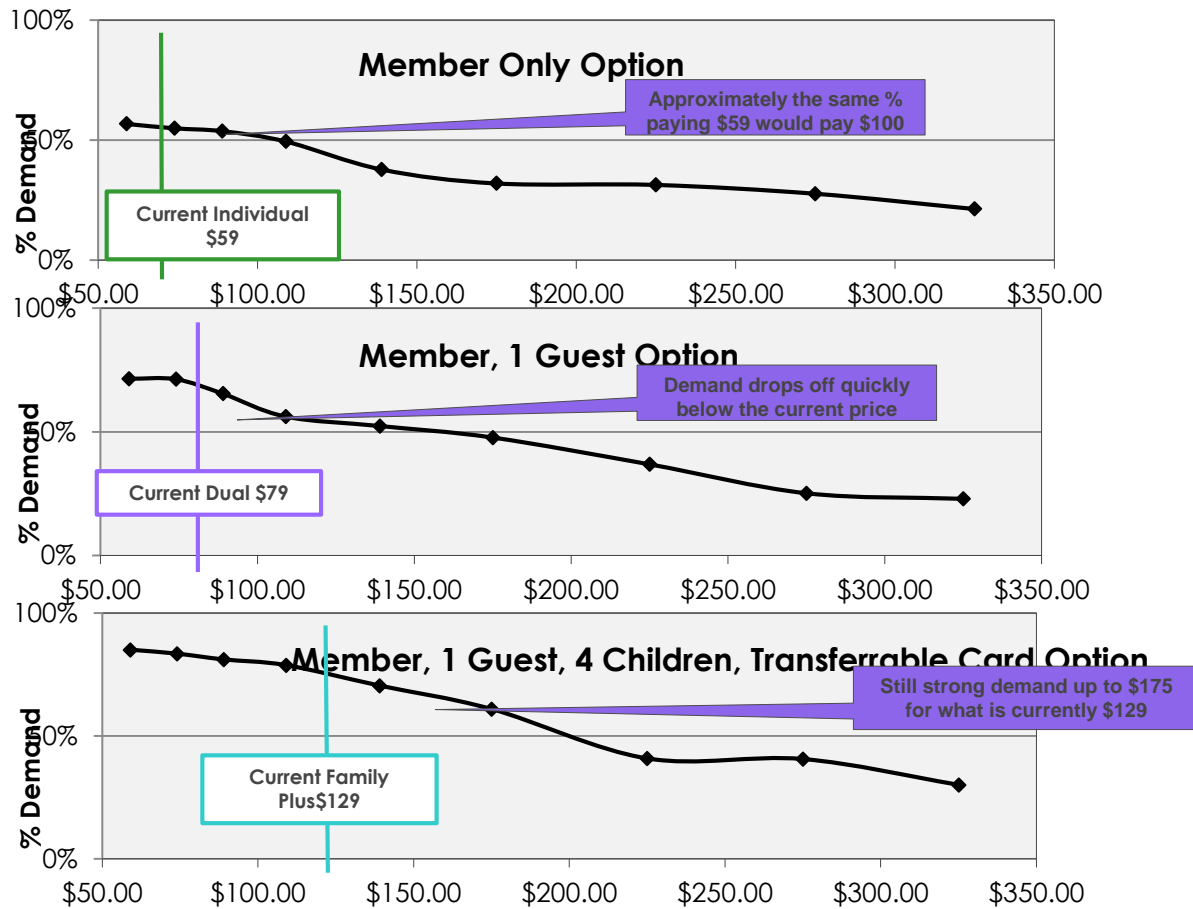 100%
Member Only Option
Approximately the same %
paying $59 would pay $100
50%
% Demand
Current Individual
$59
0%
$50.00 $100.00 $150.00 $200.00 $250.00 $300.00 $350.00
100%
Member, 1 Guest Option
Demand drops off quickly
below the current price
50%
% Demand
Current Dual $79
0%
$50.00 $100.00 $150.00 $200.00 $250.00 $300.00 $350.00
100%
Member, 1 Guest, 4 Children, Transferrable Card Option
Still strong demand up to $175
for what is currently $129
50%
% Demand
Current Family
Plus$129
0%
$50.00 $100.00 $150.00 $200.00 $250.00 $300.00 $350.00